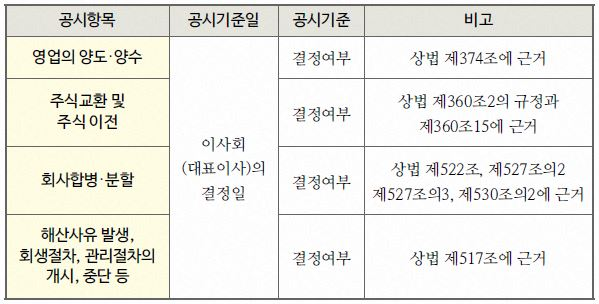 공시항목 공시기준일 공시기준 비고
영업의 양도·양수 결정여부 상법 제374조에 근거
주식교환 및
주식 이전
결정여부
상법 제360조2의 규정과
제360조15에 근거
이사회
(대표이사)의
결정일
회사합병·분할
결정여부
상법 제522조, 제527조의2
제527조의3, 제530조의2에 근거
해산사유 발생,
회생절차, 관리절차의
개시, 중단 등
결정여부
상법 제517조에 근거